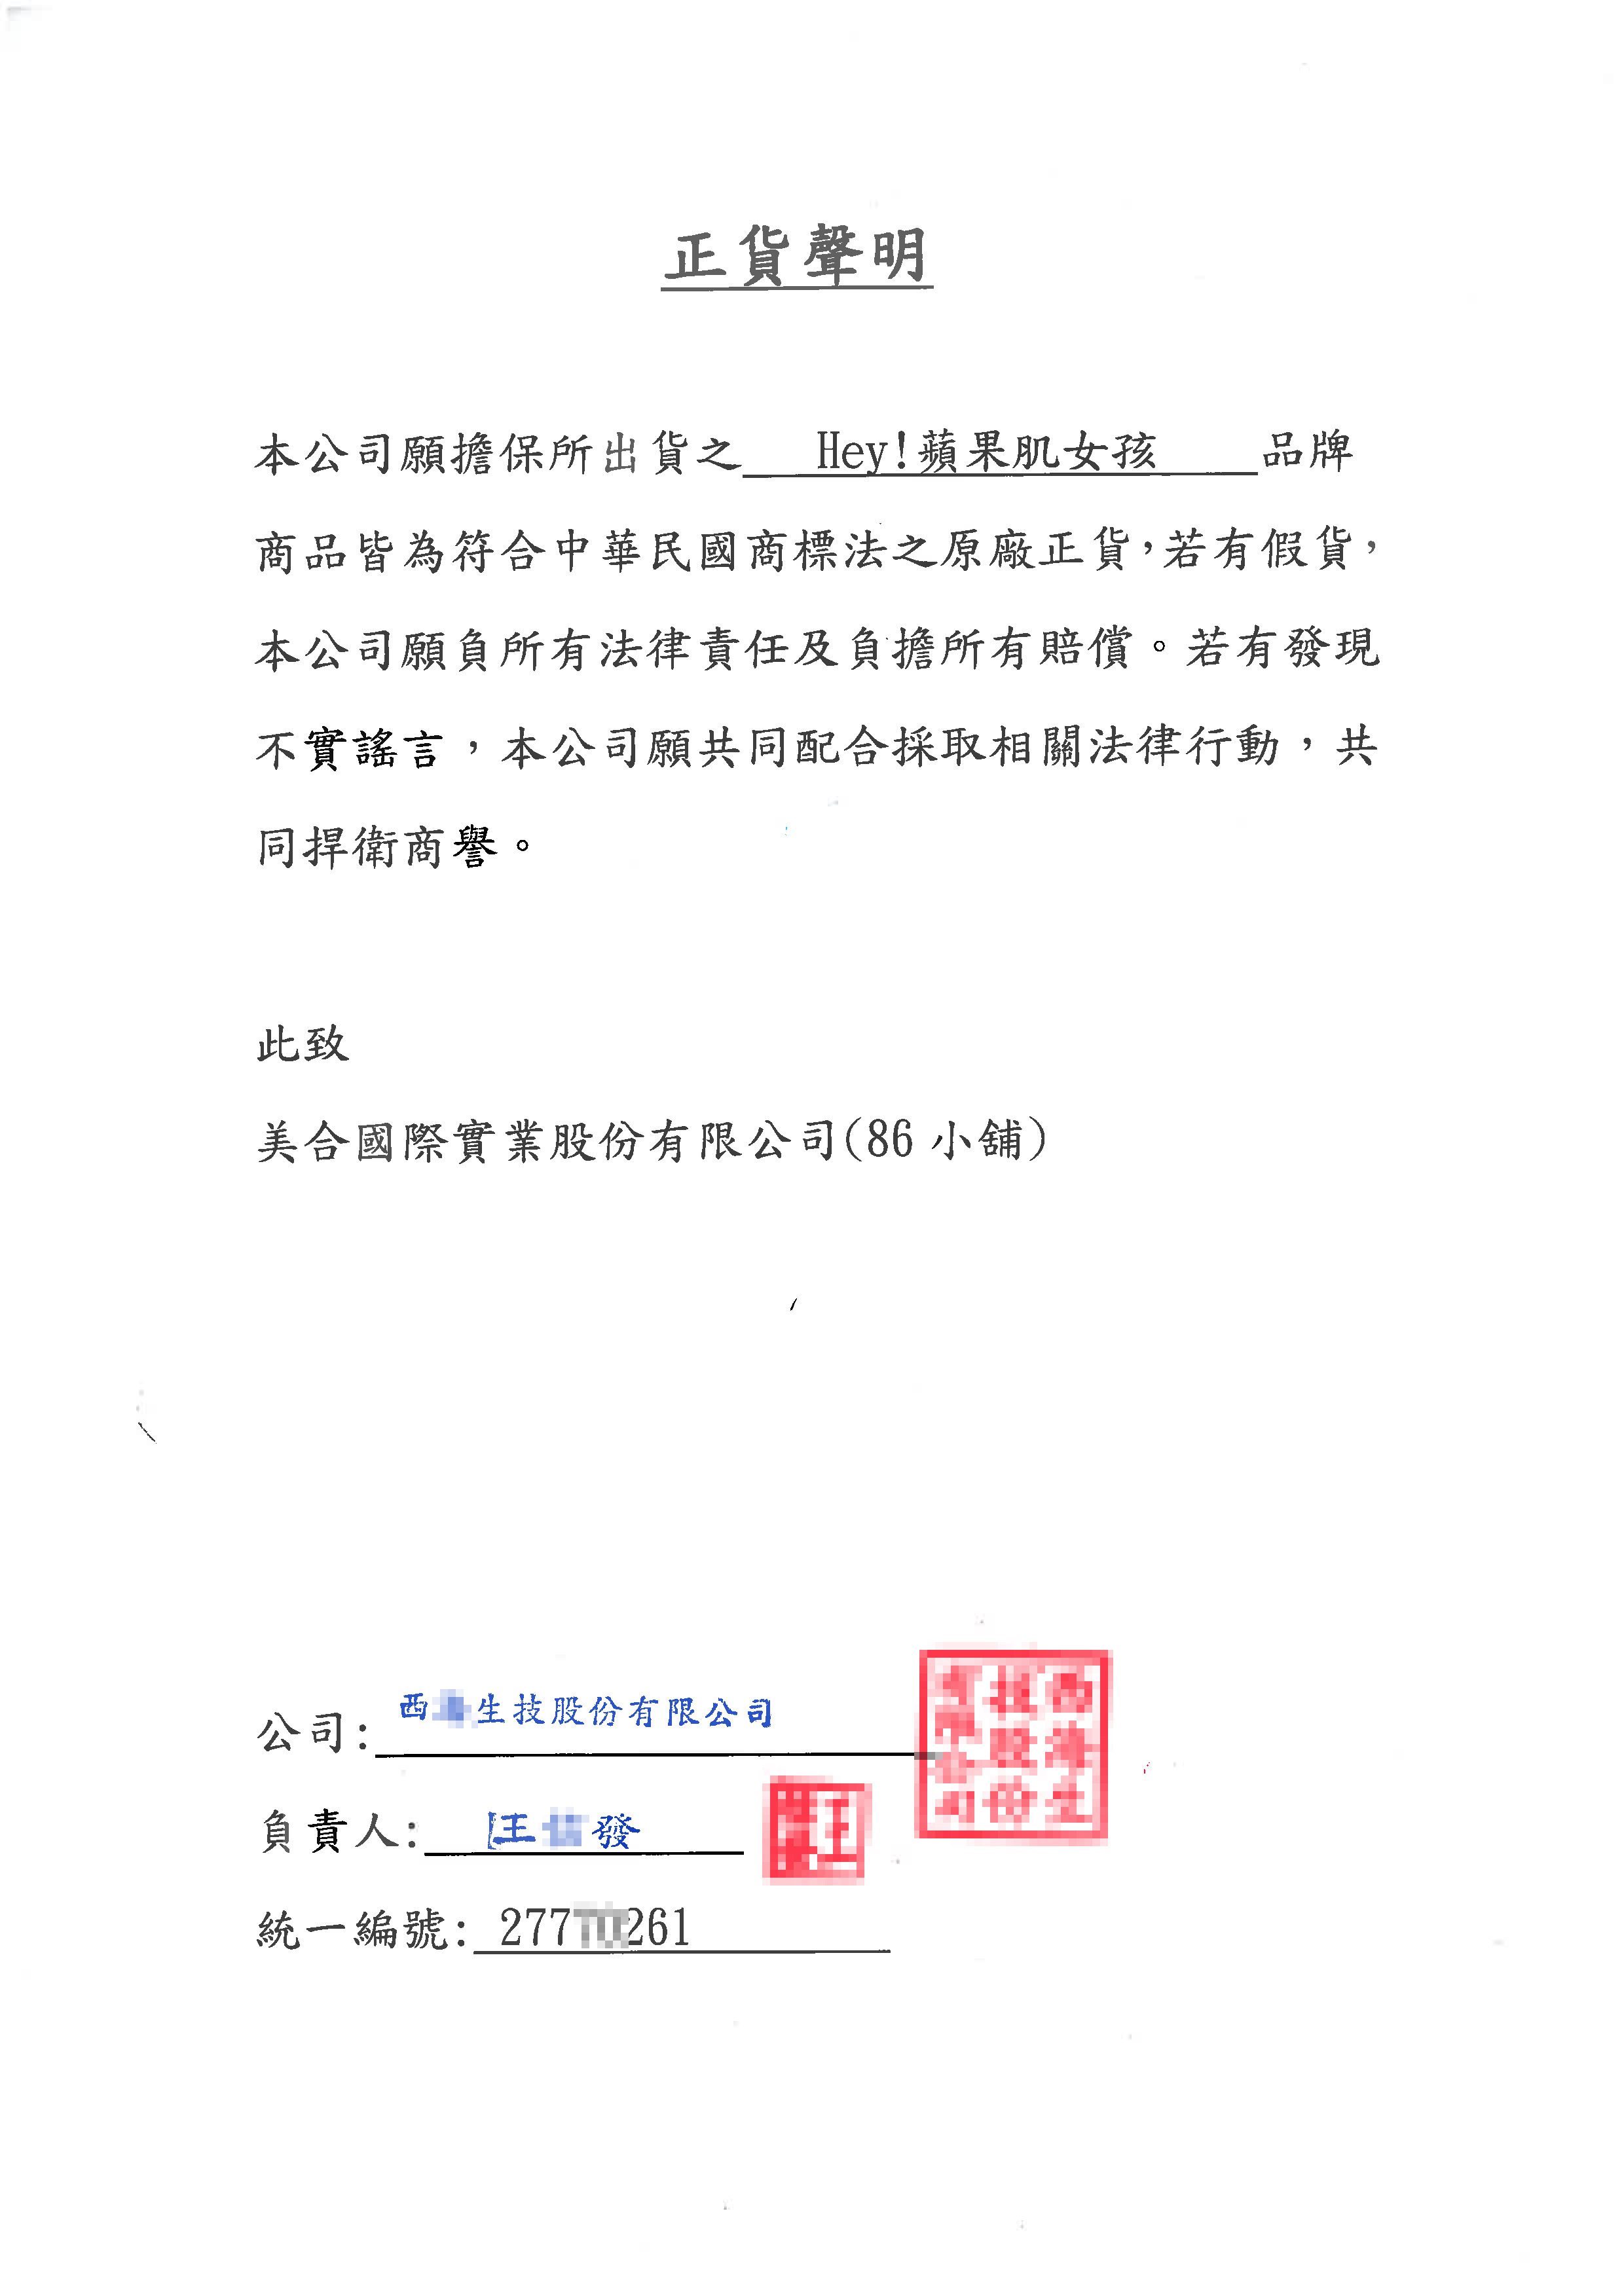 正貨聲明
本公司願擔保所出貨之 Hey!蘋果肌女孩 品牌
商品皆為符合中華民國商標法之原廠正貨，若有假貨，
本公司願負所有法律責任及負擔所有賠償。若有發現
不實謠言，本公司願共同配合採取相關法律行動，共
同捍衛商譽。
此致
美合國際實業股份有限公司(86 小舖)
公司: 西 生技股份有限公司
負責人: 王 發
統一編號: 277 261